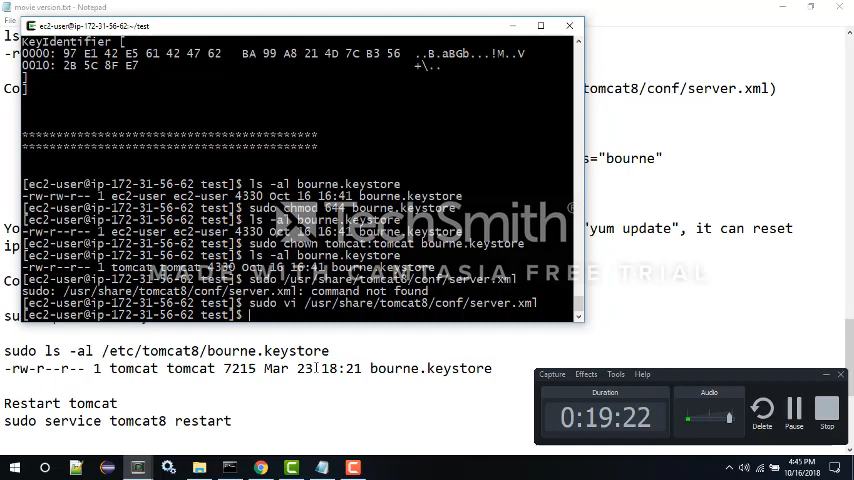 movie version.txt - Notepad
File
ec2-user@ip-172-31-56-62:~/test
KeyIdentifier [
0000: 97 E1 42 E5 61 42 47 62 BA 99 A8 21 4D 7C B3 56 ..B.aBGb...!M..V
0010: 2B 5C 8F E7 +\..
]
]
*******************************************
*******************************************
[ec2-user@ip-172-31-56-62 test]$ ls -al bourne.keystore
-rw-rw-r-- 1 ec2-user ec2-user 4330 Oct 16 16:41 bourne.keystore
[ec2-user@ip-172-31-56-62 test]$ sudo chmod 644 bourne.keystore
[ec2-user@ip-172-31-56-62 test]$ ls -al bourne.keystore
-rw-r--r-- 1 ec2-user ec2-user 4330 Oct 16 16:41 bourne.keystore
[ec2-user@ip-172-31-56-62 test]$ sudo chown tomcat:tomcat bourne.keystore
[ec2-user@ip-172-31-56-62 test]$ ls -al bourne.keystore
-rw-r--r-- 1 tomcat tomcat 4330 Oct 16 16:41 bourne.keystore
[ec2-user@ip-172-31-56-62 test]$ sudo /usr/share/tomcat8/conf/server.xml
sudo: /usr/share/tomcat8/conf/server.xml: command not found
[ec2-user@ip-172-31-56-62 test]$ sudo vi /usr/share/tomcat8/conf/server.xml
[ec2-user@ip-172-31-56-62 test]$
TechSmith
MADE WITH CAMTASIA FREE TRIAL
ls
-r
Co
tomcat8/conf/server.xml)
s="bourne"
Yo
"yum update", it can reset
ip
Co
su
sudo ls -al /etc/tomcat8/bourne.keystore
-rw-r--r-- 1 tomcat tomcat 7215 Mar 23 18:21 bourne.keystore
Restart tomcat
sudo service tomcat8 restart
Capture Effects Tools Help
Duration
0:19:22
Audio
Delete
Pause
Stop
4:45 PM
10/16/2018